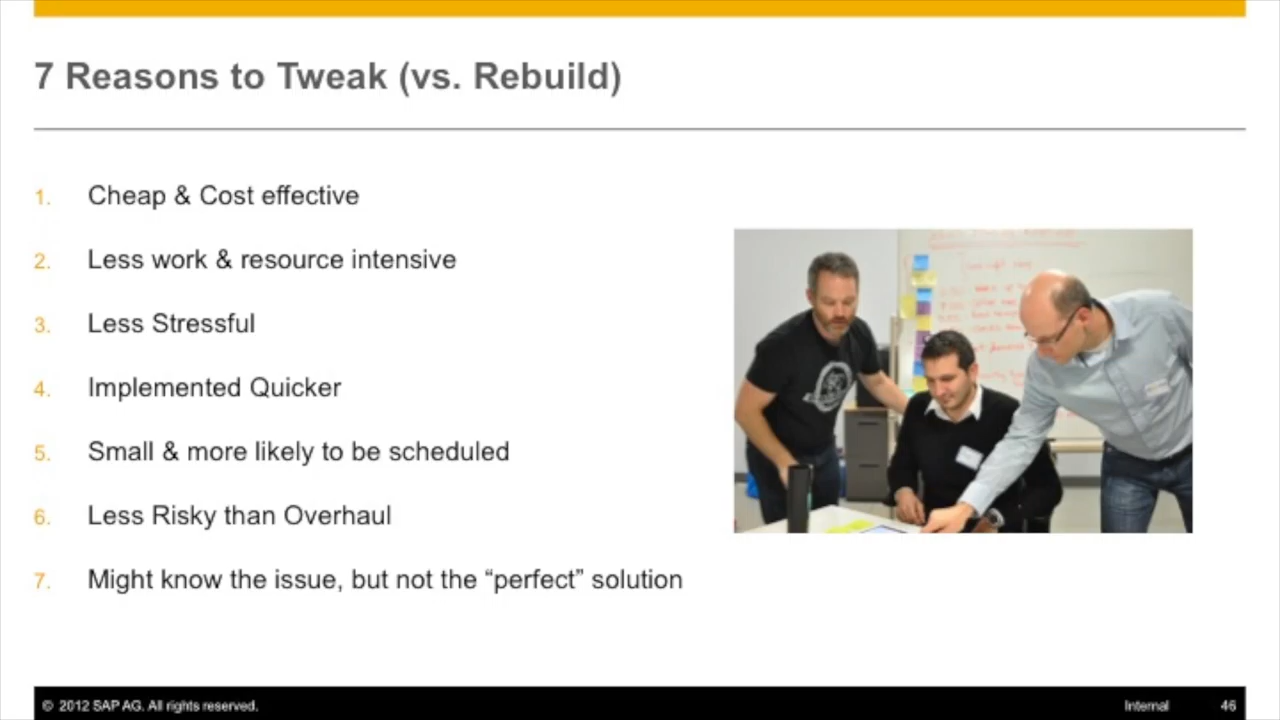 7 Reasons to Tweak (vs. Rebuild)
1. Cheap & Cost effective
2. Less work & resource intensive
3. Less Stressful
4. Implemented Quicker
5. Small & more likely to be scheduled
6. Less Risky than Overhaul
7. Might know the issue, but not the “perfect” solution
© 2012 SAP AG. All rights reserved.
Internal
46